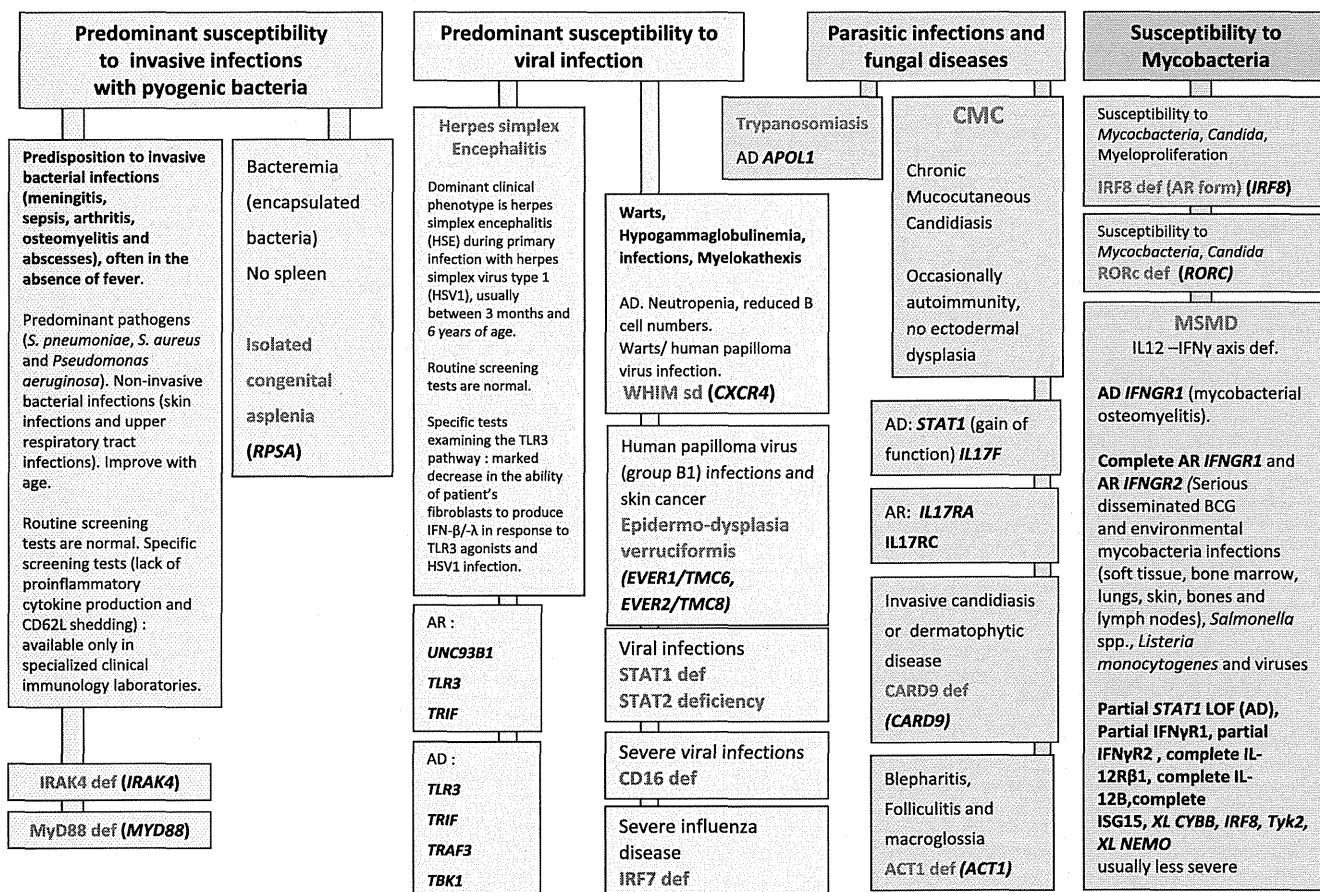 Predominant susceptibility
to invasive infections
with pyogenic bacteria
Predisposition to invasive
bacterial infections
(meningitis,
sepsis, arthritis,
osteomyelitis and
abscesses), often in the
absence of fever.
Predominant pathogens
(S. pneumoniae, S. aureus
and Pseudomonas
aeruginosa). Non-invasive
bacterial infections (skin
infections and upper
respiratory tract
infections). Improve with
age.
Routine screening
tests are normal. Specific
screening tests (lack of
proinflammatory
cytokine production and
CD62L shedding) :
available only in
specialized clinical
immunology laboratories.
IRAK4 def (IRAK4)
MyD88 def (MYD88)
Bacteremia
(encapsulated
bacteria)
No spleen
Isolated
congenital
asplenia
(RPSA)
Predominant susceptibility to
viral infection
Herpes simplex
Encephalitis
Dominant clinical
phenotype is herpes
simplex encephalitis
(HSE) during primary
infection with herpes
simplex virus type 1
(HSV1), usually
between 3 months and
6 years of age.
Routine screening
tests are normal.
Specific tests
examining the TLR3
pathway : marked
decrease in the ability
of patient's
fibroblasts to produce
IFN-β/-λ in response to
TLR3 agonists and
HSV1 infection.
AR :
UNC93B1
TLR3
TRIF
AD :
TLR3
TRIF
TRAF3
TBK1
Warts,
Hypogammaglobulinemia,
infections, Myelokathexis
AD. Neutropenia, reduced B
cell numbers.
Warts/ human papilloma
virus infection.
WHIM sd (CXCR4)
Human papilloma virus
(group B1) infections and
skin cancer
Epidermo-dysplasia
verruciformis
(EVER1/TMC6,
EVER2/TMC8)
Viral infections
STAT1 def
STAT2 deficiency
Severe viral infections
CD16 def
Severe influenza
disease
IRF7 def
Parasitic infections and
fungal diseases
Trypanosomiasis
AD APOL1
CMC
Chronic
Mucocutaneous
Candidiasis
Occasionally
autoimmunity,
no ectodermal
dysplasia
AD: STAT1 (gain of
function) IL17F
AR: IL17RA
IL17RC
Invasive candidiasis
or dermatophytic
disease
CARD9 def
(CARD9)
Blepharitis,
Folliculitis and
macroglossia
ACT1 def (ACT1)
Susceptibility to
Mycobacteria
Susceptibility to
Mycobacteria, Candida,
Myeloproliferation
IRF8 def (AR form) (IRF8)
Susceptibility to
Mycobacteria, Candida
RORc def (RORC)
MSMD
IL12 –IFNγ axis def.
AD IFNGR1 (mycobacterial
osteomyelitis).
Complete AR IFNGR1 and
AR IFNGR2 (Serious
disseminated BCG
and environmental
mycobacteria infections
(soft tissue, bone marrow,
lungs, skin, bones and
lymph nodes), Salmonella
spp., Listeria
monocytogenes and viruses
Partial STAT1 LOF (AD),
Partial IFNγR1, partial
IFNγR2 , complete IL-
12Rβ1, complete IL-
12B,complete
ISG15, XL CYBB, IRF8, Tyk2,
XL NEMO
usually less severe